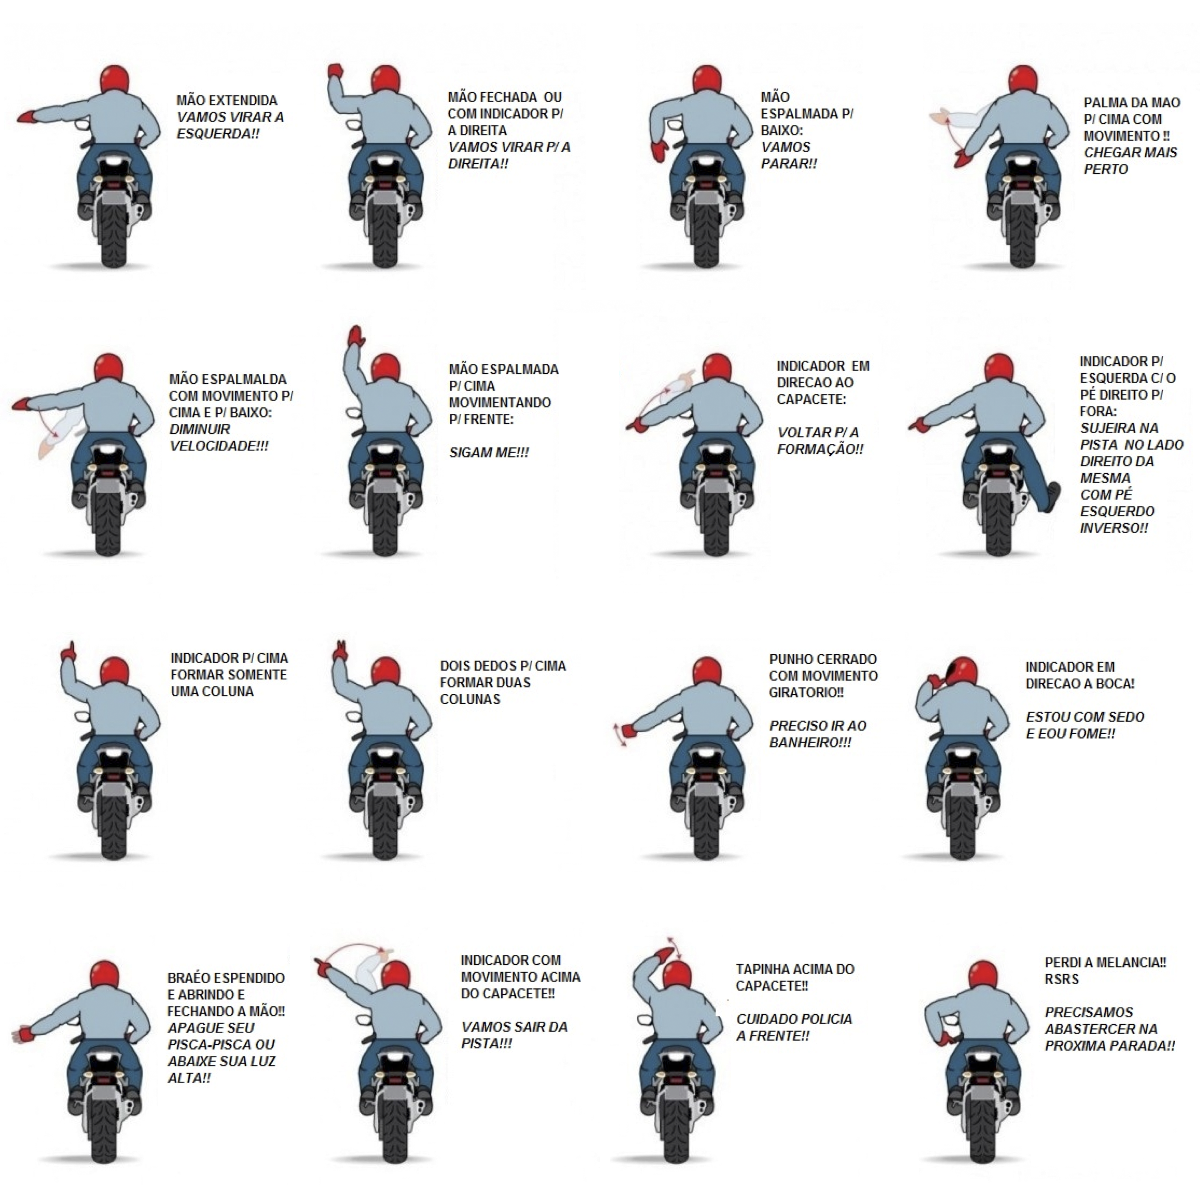 MÃO EXTENDIDA
VAMOS VIRAR A
ESQUERDA!!
MÃO FECHADA OU
COM INDICADOR P/
A DIREITA
VAMOS VIRAR P/ A
DIREITA!!
MÃO
ESPALMADA P/
BAIXO:
VAMOS
PARAR!!
PALMA DA MAO
P/ CIMA COM
MOVIMENTO !!
CHEGAR MAIS
PERTO
MÃO ESPALMALDA
COM MOVIMENTO P/
CIMA E P/ BAIXO:
DIMINUIR
VELOCIDADE!!!
MÃO ESPALMADA
P/ CIMA
MOVIMENTANDO
P/ FRENTE:
SIGAM ME!!!
INDICADOR EM
DIRECAO AO
CAPACETE:
VOLTAR P/ A
FORMAÇÃO!!
INDICADOR P/
ESQUERDA C/ O
PÉ DIREITO P/
FORA:
SUJEIRA NA
PISTA NO LADO
DIREITO DA
MESMA
COM PÉ
ESQUERDO
INVERSO!!
INDICADOR P/ CIMA
FORMAR SOMENTE
UMA COLUNA
DOIS DEDOS P/ CIMA
FORMAR DUAS
COLUNAS
PUNHO CERRADO
COM MOVIMENTO
GIRATORIO!!
PRECISO IR AO
BANHEIRO!!!
INDICADOR EM
DIRECAO A BOCA!
ESTOU COM SEDO
E EOU FOME!!
BRAÉO ESPENDIDO
E ABRINDO E
FECHANDO A MÃO!!
APAGUE SEU
PISCA-PISCA OU
ABAIXE SUA LUZ
ALTA!!
INDICADOR COM
MOVIMENTO ACIMA
DO CAPACETE!!
VAMOS SAIR DA
PISTA!!!
TAPINHA ACIMA DO
CAPACETE!!
CUIDADO POLICIA
A FRENTE!!
PERDI A MELANCIA!!
RSRS
PRECISAMOS
ABASTERCER NA
PROXIMA PARADA!!